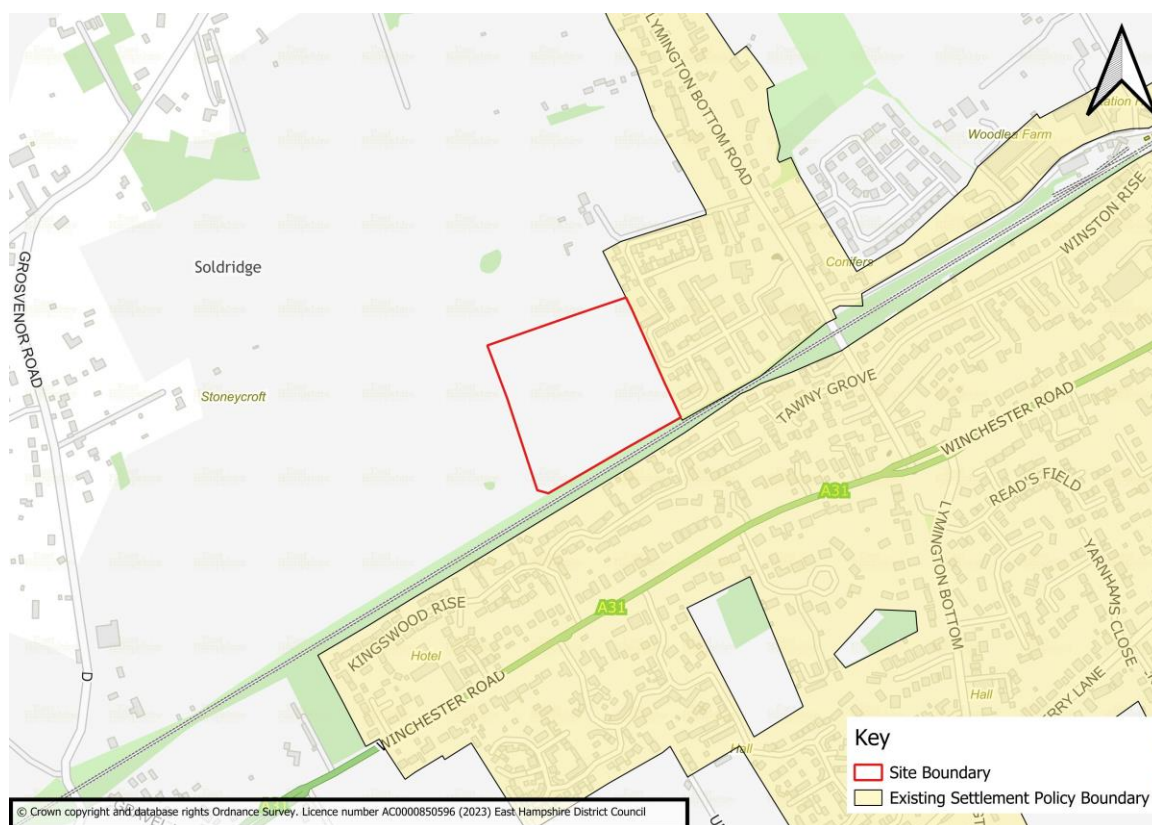 LYMINGTON BOTTOM ROAD
Woodlea Farm
WINSTON RISE
Conifers
Soldridge
GROSVENOR ROAD
Stoneycroft
TAWNY GROVE
WINCHESTER ROAD
A31
READ'S FIELD
LYMINGTON BOTTOM
YARNHAMS CLOSE
A31
KINGSWOOD RISE
Hotel
WINCHESTER ROAD
D
Hall
Hall
Key
Site Boundary
Existing Settlement Policy Boundary
© Crown copyright and database rights Ordnance Survey. Licence number AC0000850596 (2023) East Hampshire District Council